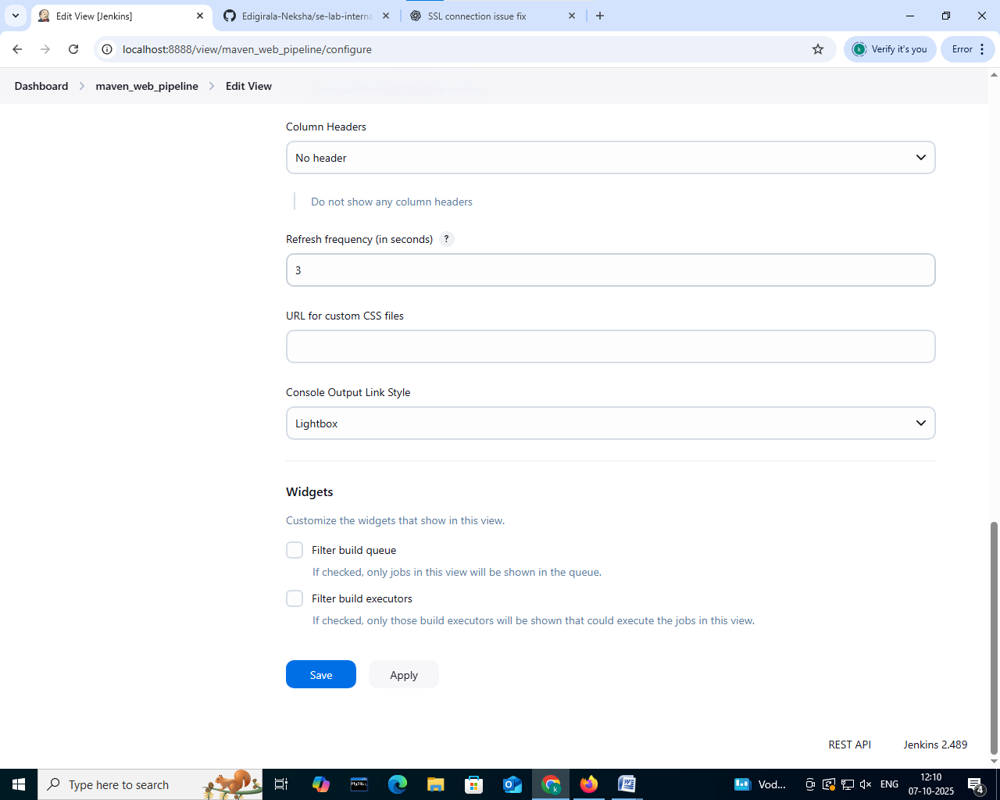 Edit View [Jenkins]
Edigirala-Neksha/se-lab-interna
SSL connection issue fix
localhost:8888/view/maven_web_pipeline/configure
Verify it's you
Error
Dashboard
maven_web_pipeline
Edit View
Column Headers
No header
Do not show any column headers
Refresh frequency (in seconds) ?
3
URL for custom CSS files
Console Output Link Style
Lightbox
Widgets
Customize the widgets that show in this view.
Filter build queue
If checked, only jobs in this view will be shown in the queue.
Filter build executors
If checked, only those build executors will be shown that could execute the jobs in this view.
Save
Apply
REST API
Jenkins 2.489
Type here to search
Vod...
ENG
12:10
07-10-2025
4